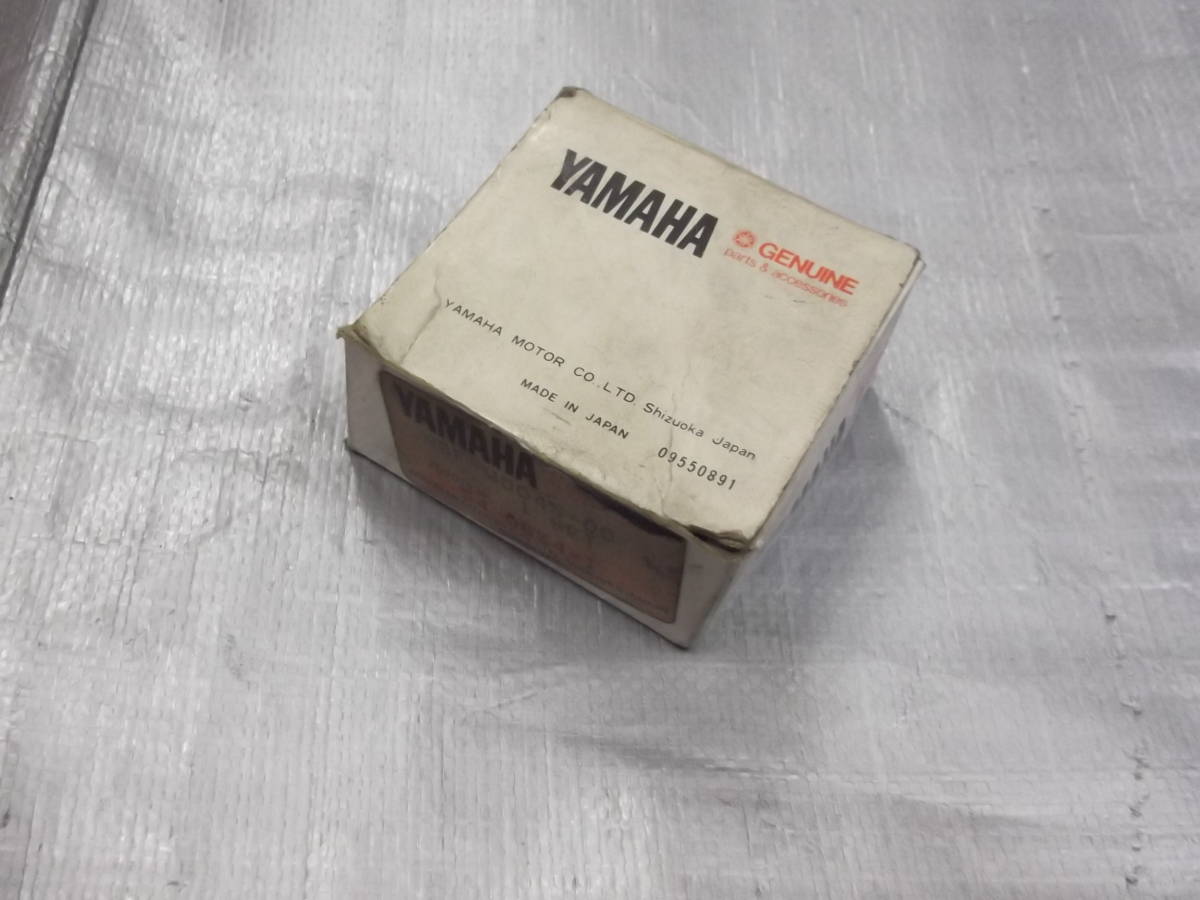 YAMAHA
GENUINE
parts & accessories
YAMAHA MOTOR CO.,LTD. Shizuoka Japan
MADE IN JAPAN
09550891
YAMAHA